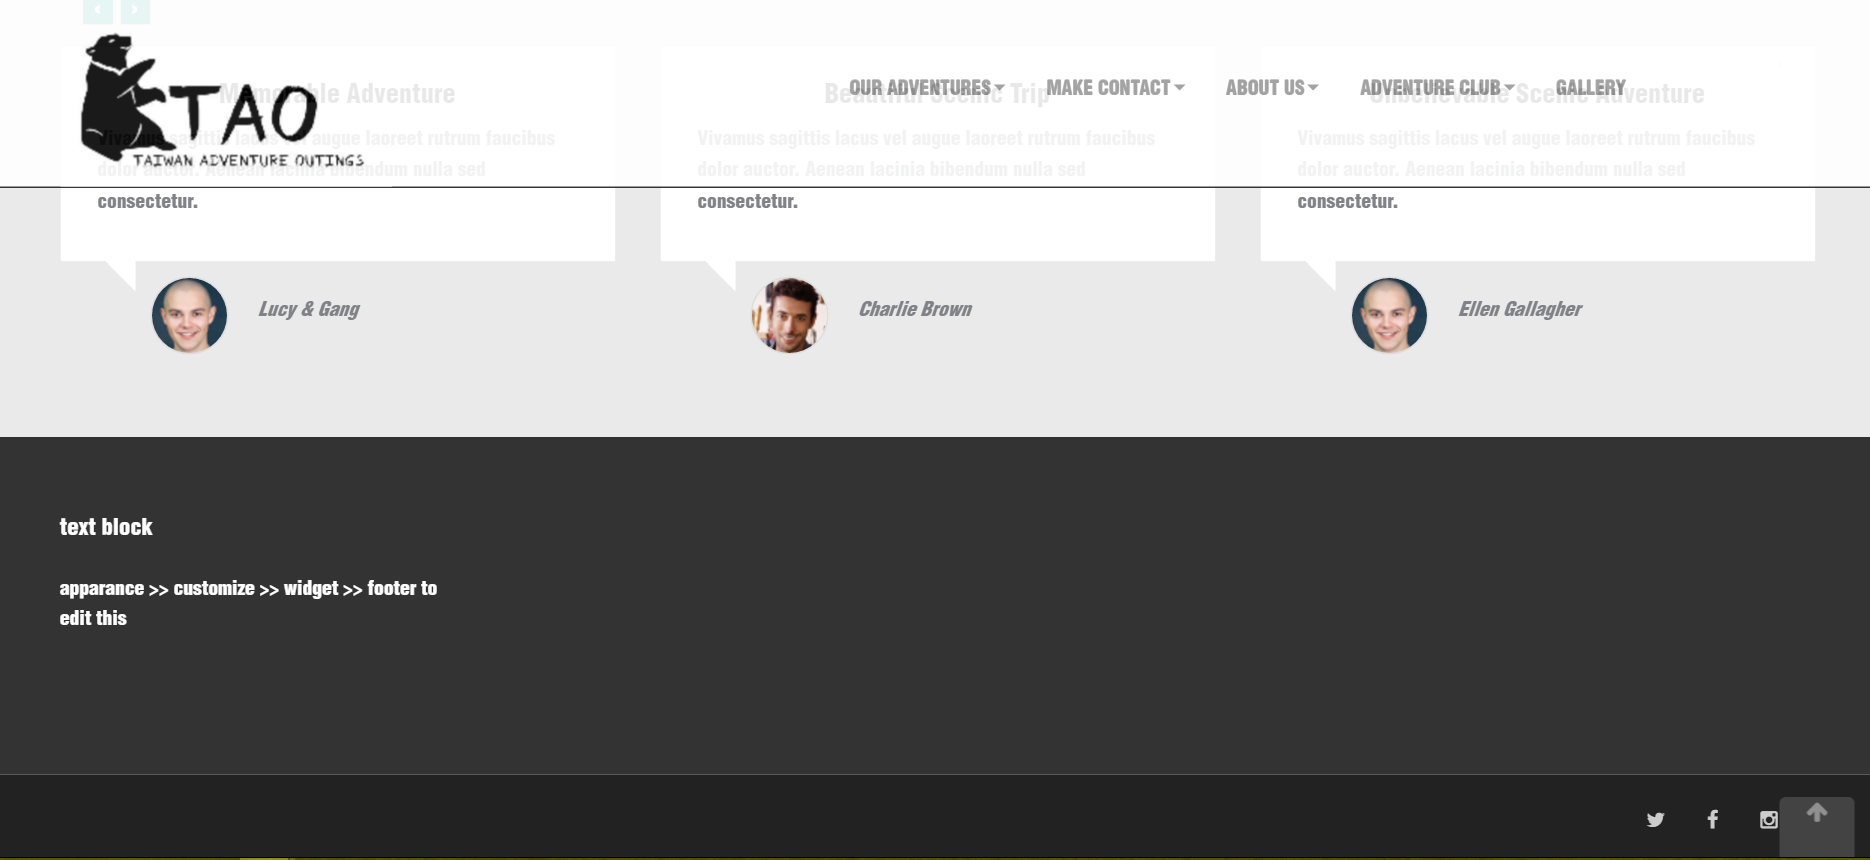 TAO
TAIWAN ADVENTURE OUTINGS
OUR ADVENTURES MAKE CONTACT ABOUT US ADVENTURE CLUB GALLERY
Memorable Adventure
Vivamus sagittis lacus vel augue laoreet rutrum faucibus
dolor auctor. Aenean lacinia bibendum nulla sed
consectetur.
Lucy & Gang
Beautiful Scenic Trip
Vivamus sagittis lacus vel augue laoreet rutrum faucibus
dolor auctor. Aenean lacinia bibendum nulla sed
consectetur.
Charlie Brown
Unbelievable Scenic Adventure
Vivamus sagittis lacus vel augue laoreet rutrum faucibus
dolor auctor. Aenean lacinia bibendum nulla sed
consectetur.
Ellen Gallagher
text block
apparance >> customize >> widget >> footer to
edit this